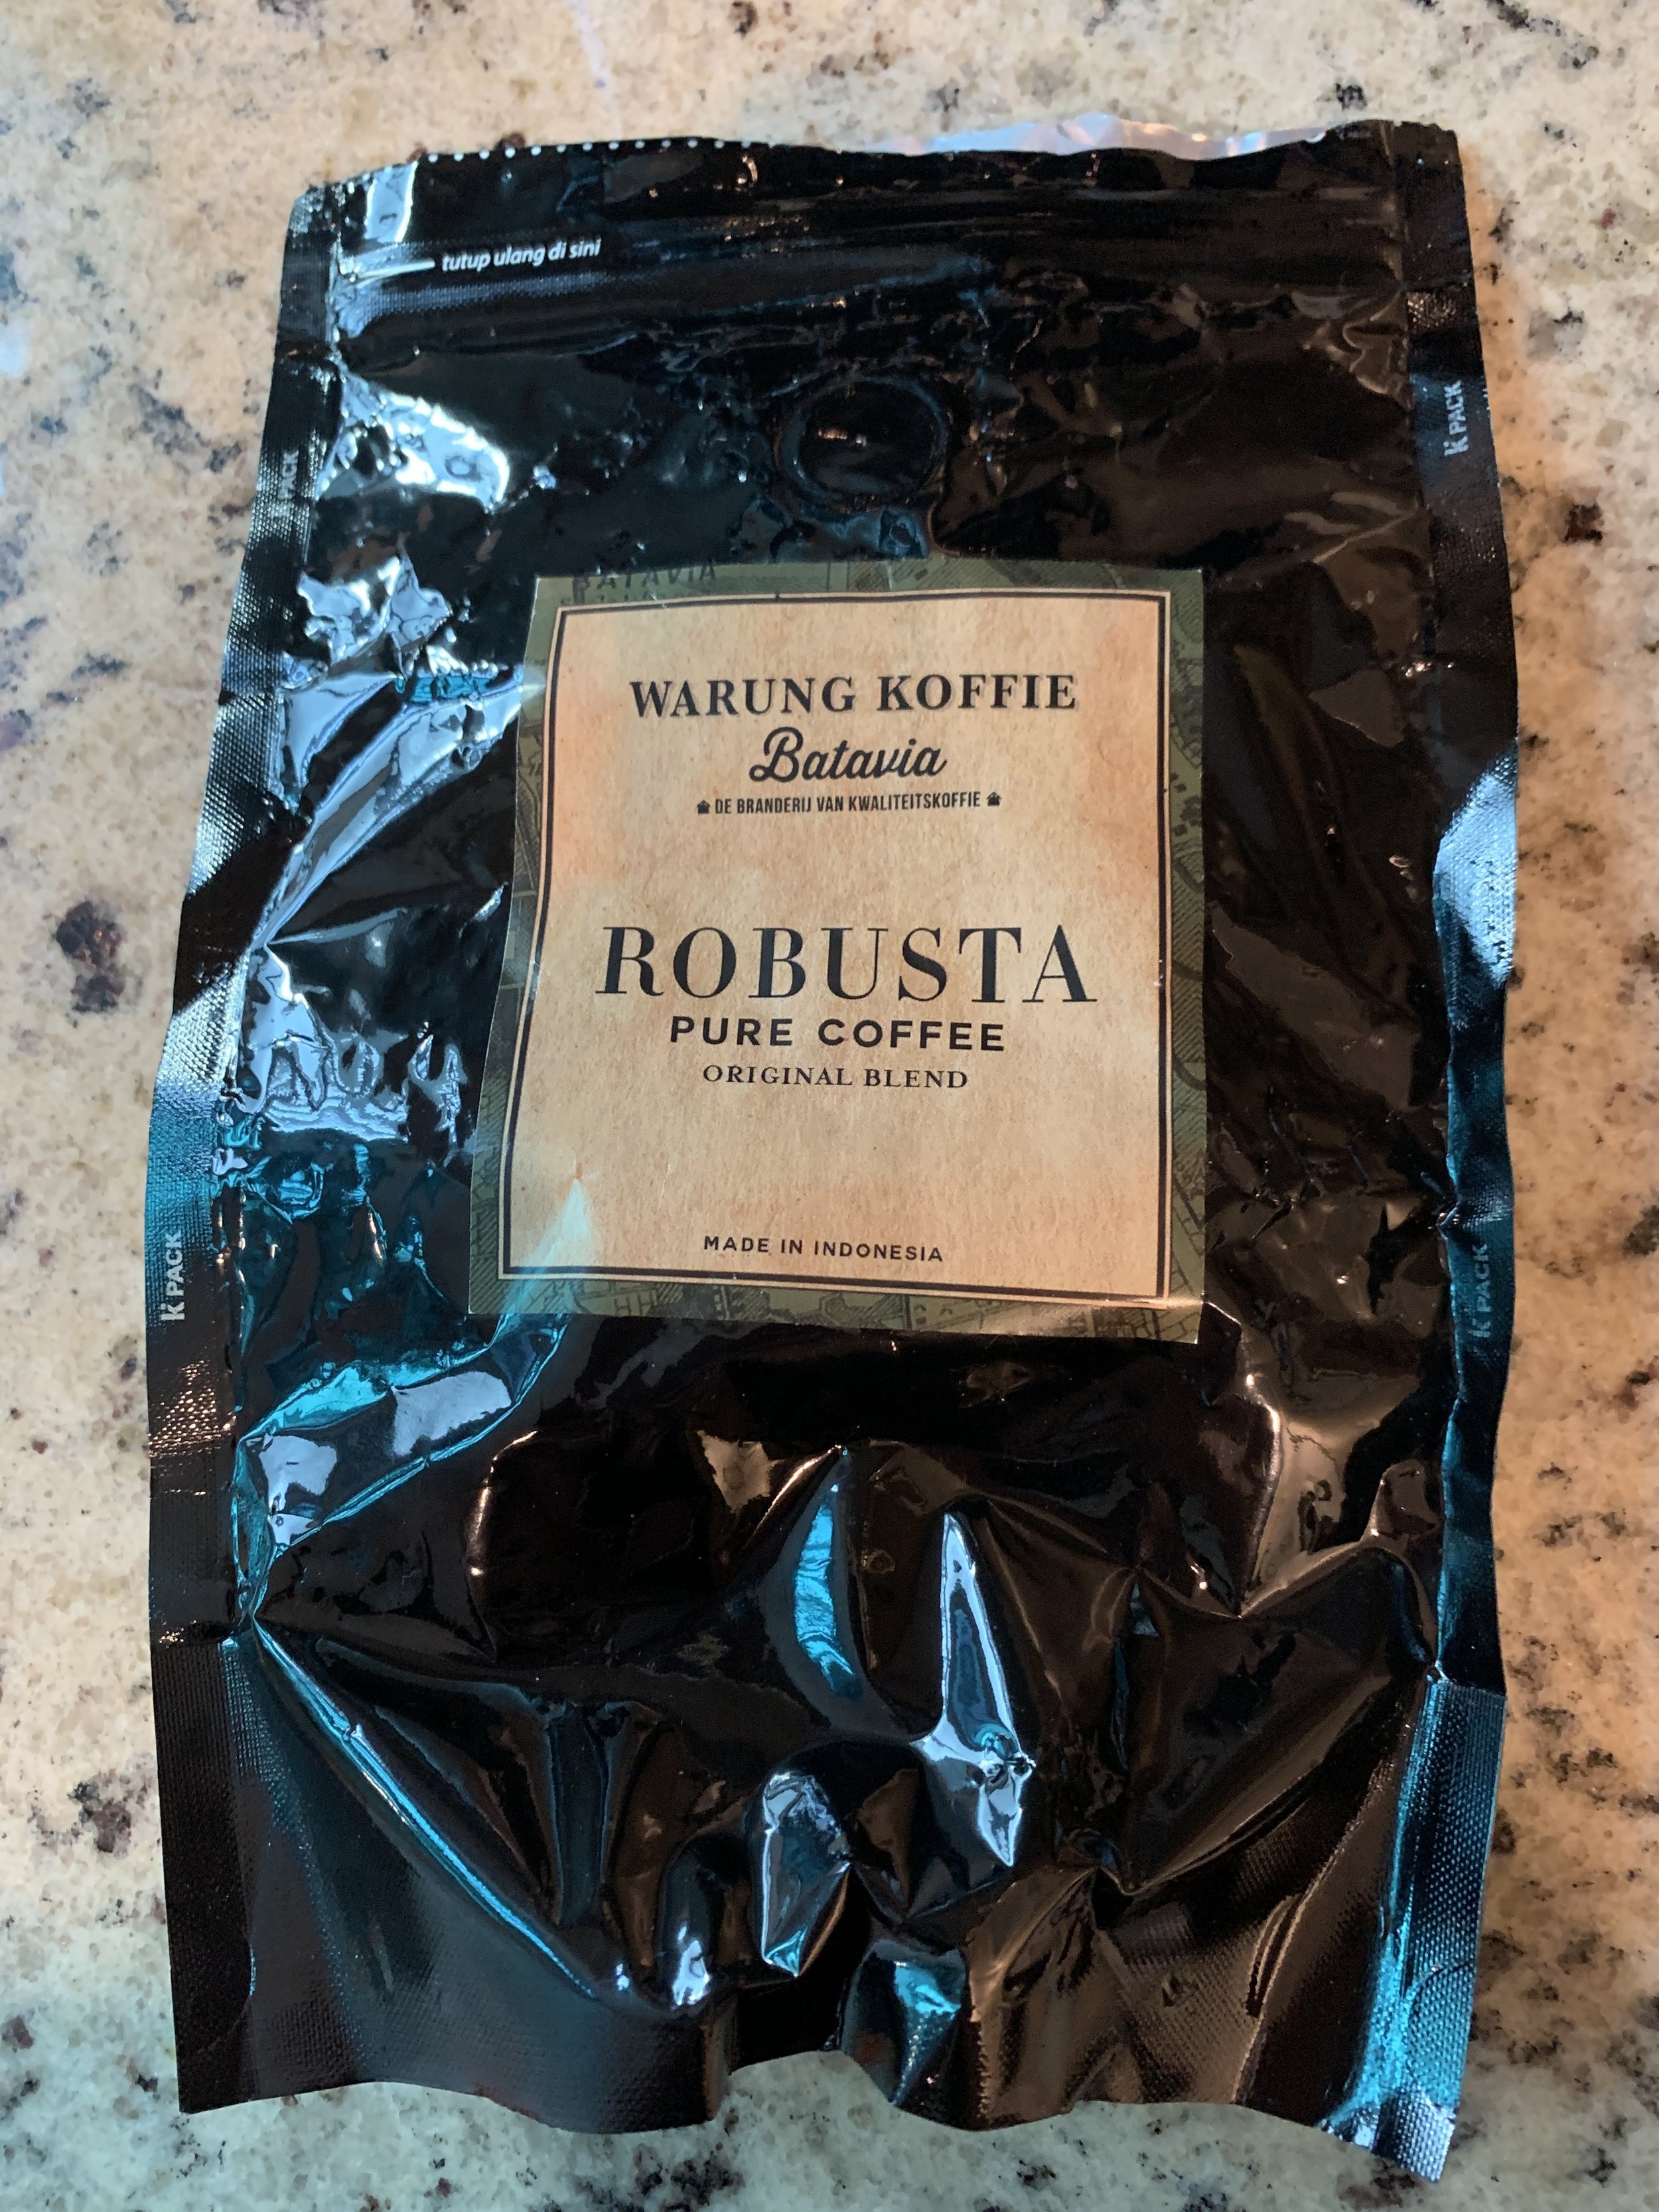 tutup ulang di sini
K PACK
PACK
BATAVIA
WARUNG KOFFIE
Batavia
DE BRANDERIJ VAN KWALITEITSKOFFIE
ROBUSTA
PURE COFFEE
ORIGINAL BLEND
K PACK
K PACK
MADE IN INDONESIA